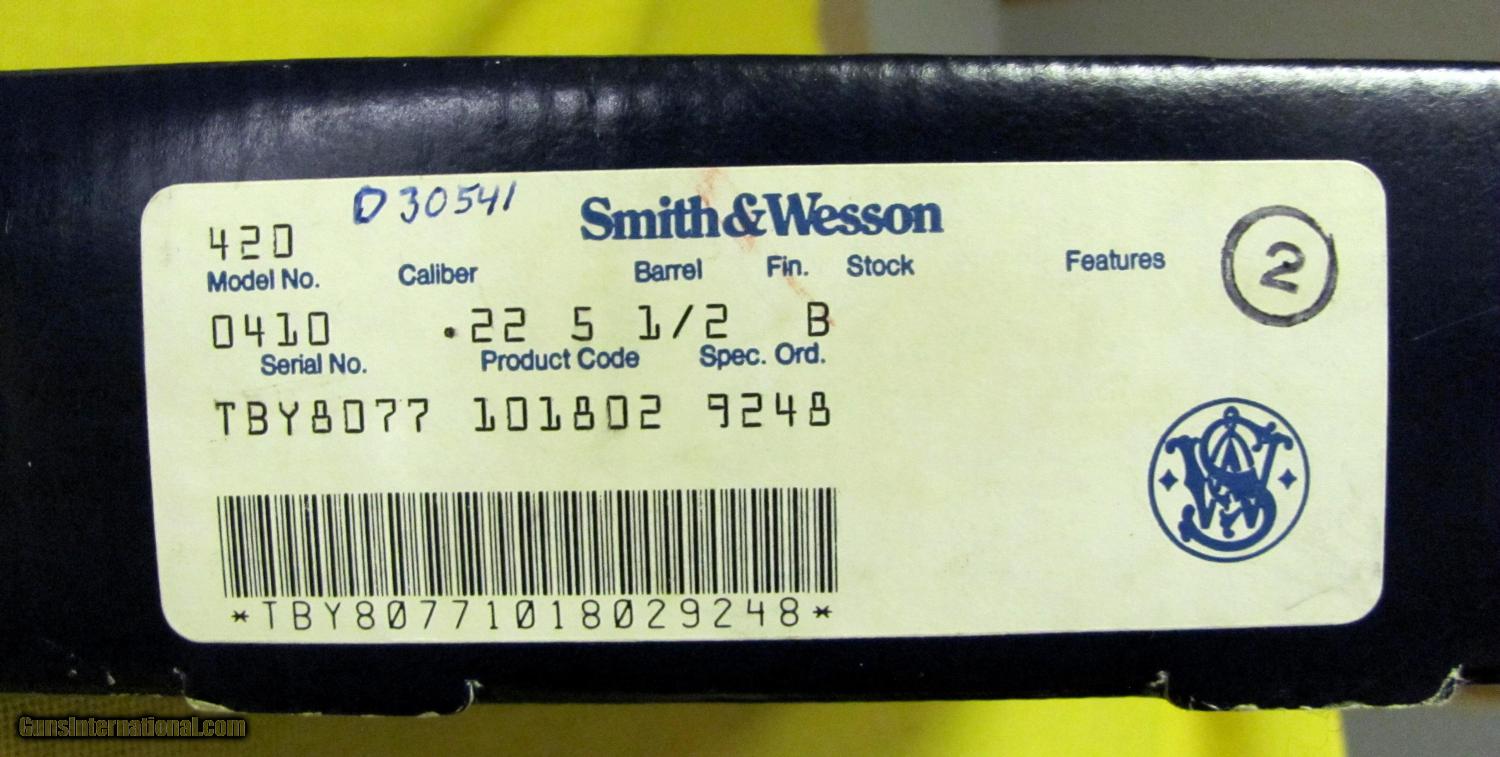 D30541
Smith&Wesson
420
Model No. Caliber Barrel Fin. Stock Features
2
0410 .22 5 1/2 B
Serial No. Product Code Spec. Ord.
TBY8077 101802 9248
SW
*TBY80771018029248*
GunsInternational.com